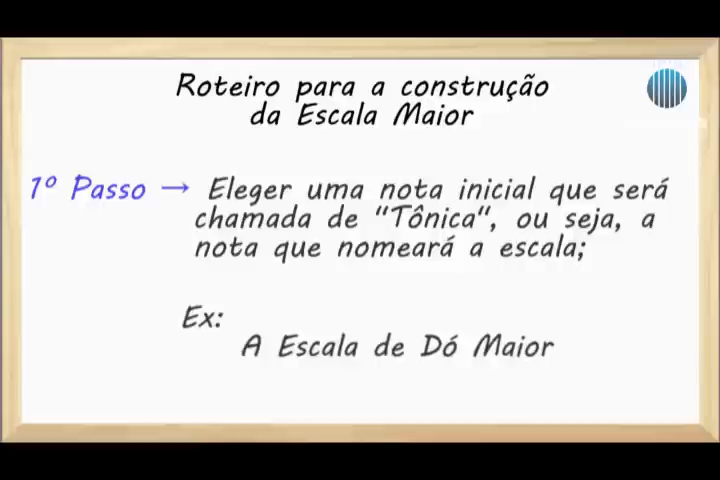 Roteiro para a construção
da Escala Maior
1º Passo → Eleger uma nota inicial que será
chamada de "Tônica", ou seja, a
nota que nomeará a escala;
Ex:
A Escala de Dó Maior